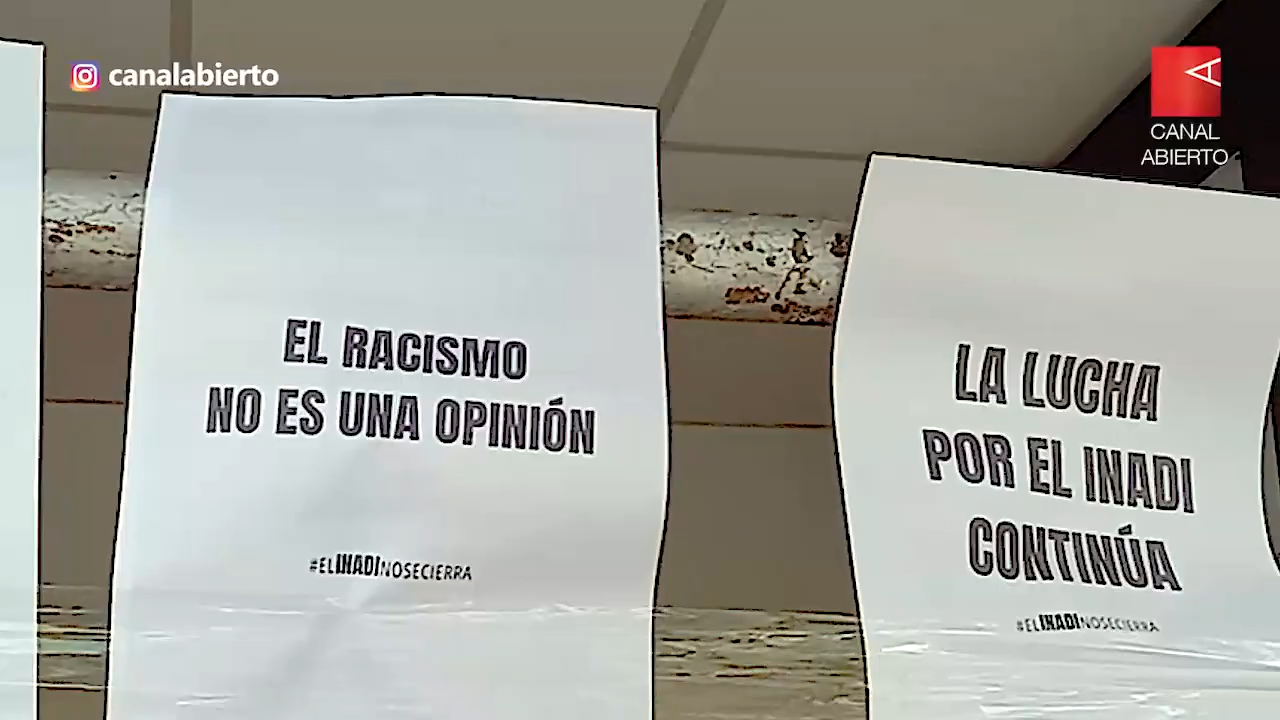 canalabierto
CANAL
ABIERTO
EL RACISMO
NO ES UNA OPINIÓN
#ELINADINOSECIERRA
LA LUCHA
POR EL INADI
CONTINÚA
#ELINADINOSECIERRA